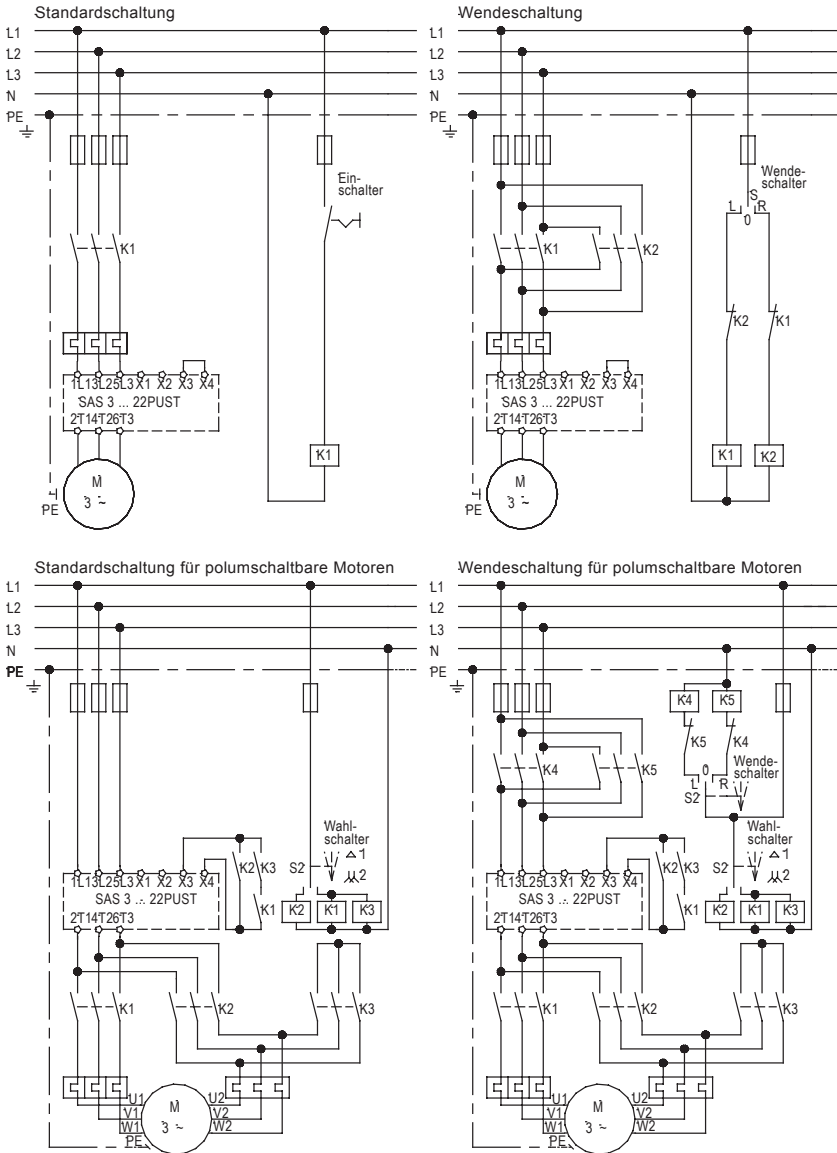 Standardschaltung
L1
L2
L3
N
PE
Ein-
schalter
K1
1L1 3L2 5L3 X1 X2 X3 X4
SAS 3 ... 22PUST
2T1 4T2 6T3
K1
M
3 ~
PE
Wendeschaltung
L1
L2
L3
N
PE
Wende-
schalter
S
L R
0
K1 K2
K2 K1
1L1 3L2 5L3 X1 X2 X3 X4
SAS 3 ... 22PUST
2T1 4T2 6T3
K1 K2
M
3 ~
PE
Standardschaltung für polumschaltbare Motoren
L1
L2
L3
N
PE
Wahl-
schalter
S2 1
2
K2 K3
1L1 3L2 5L3 X1 X2 X3 X4
SAS 3 ... 22PUST
K1 K2 K1 K3
2T1 4T2 6T3
K1 K2 K3
U1 U2
V1 M V2
W1 3 ~ W2
PE
Wendeschaltung für polumschaltbare Motoren
L1
L2
L3
N
PE
K4 K5
K5 K4
K4 K5
0
L R
S2
Wende-
schalter
Wahl-
schalter
S2 1
2
K2 K3
1L1 3L2 5L3 X1 X2 X3 X4
SAS 3 ... 22PUST
K1 K2 K1 K3
2T1 4T2 6T3
K1 K2 K3
U1 U2
V1 M V2
W1 3 ~ W2
PE